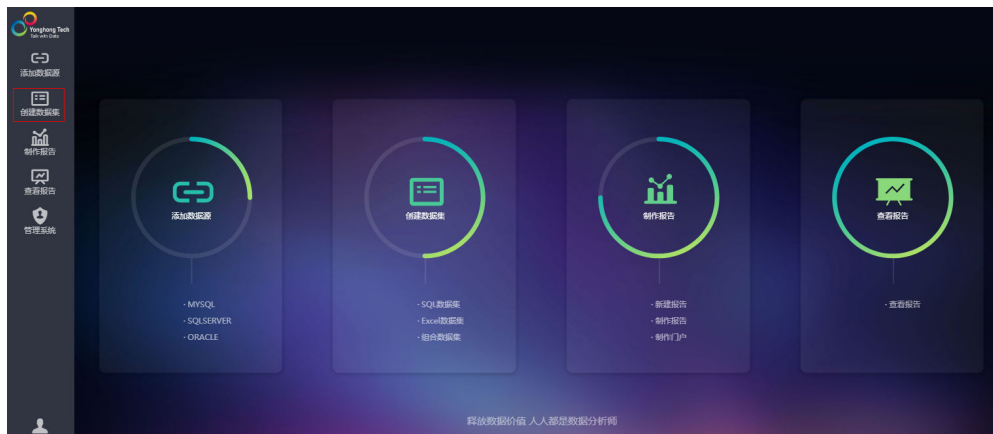 Yonghong Tech
Talk with Data
添加数据源
创建数据集
制作报告
查看报告
管理系统
添加数据源
· MYSQL
· SQLSERVER
· ORACLE
创建数据集
· SQL数据集
· Excel数据集
· 组合数据集
制作报告
· 新建报告
· 制作报告
· 制作门户
查看报告
· 查看报告
释放数据价值 人人都是数据分析师